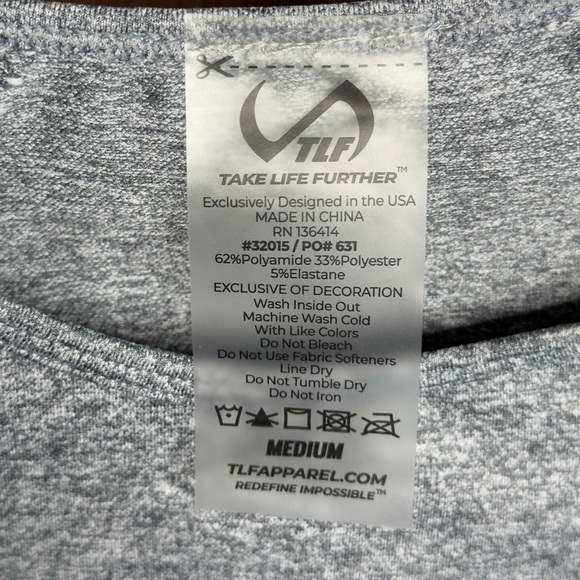 TLF
TAKE LIFE FURTHER™
Exclusively Designed in the USA
MADE IN CHINA
RN 136414
#32015 / PO# 631
62%Polyamide 33%Polyester
5%Elastane
EXCLUSIVE OF DECORATION
Wash Inside Out
Machine Wash Cold
With Like Colors
Do Not Bleach
Do Not Use Fabric Softeners
Line Dry
Do Not Tumble Dry
Do Not Iron
MEDIUM
TLFAPPAREL.COM
REDEFINE IMPOSSIBLE™